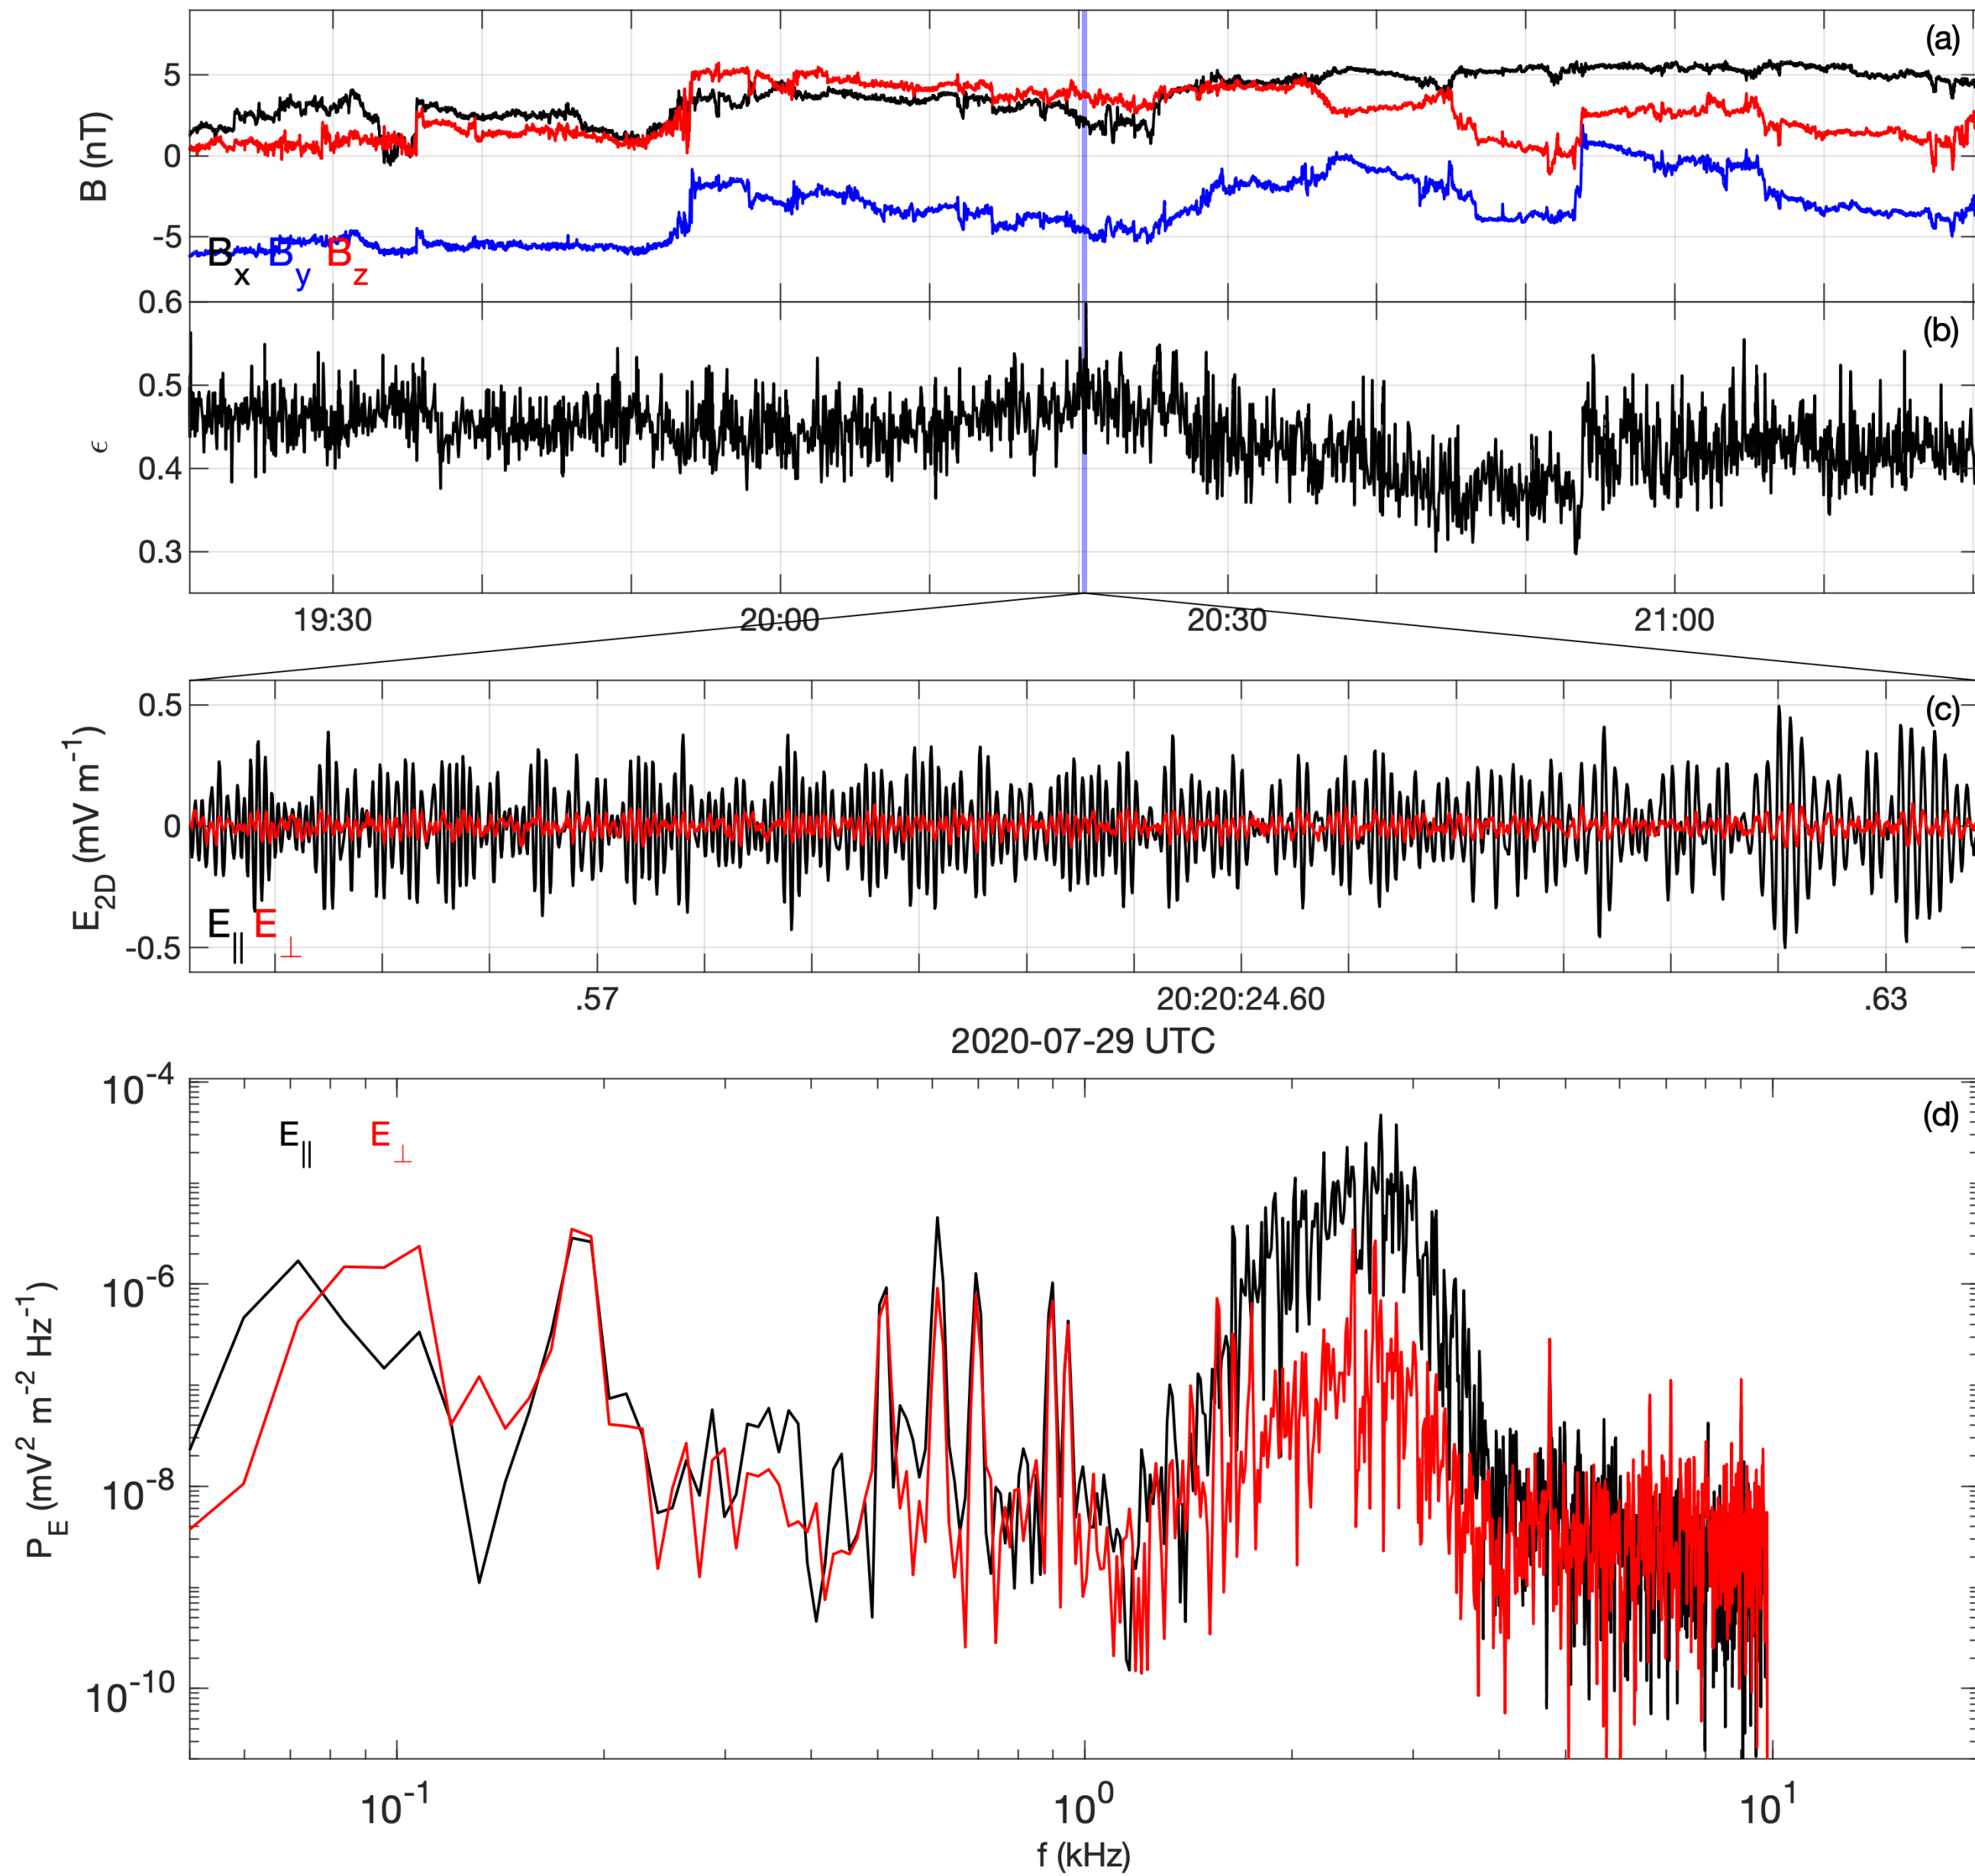 (a)
5
0
-5
B (nT)
Bx By Bz
(b)
0.6
0.5
0.4
0.3
ϵ
19:30 20:00 20:30 21:00
(c)
0.5
0
-0.5
E2D (mV m-1)
E|| E⊥
.57 20:20:24.60 .63
2020-07-29 UTC
(d)
10-4
10-6
10-8
10-10
PE (mV2 m-2 Hz-1)
E|| E⊥
10-1 100 101
f (kHz)